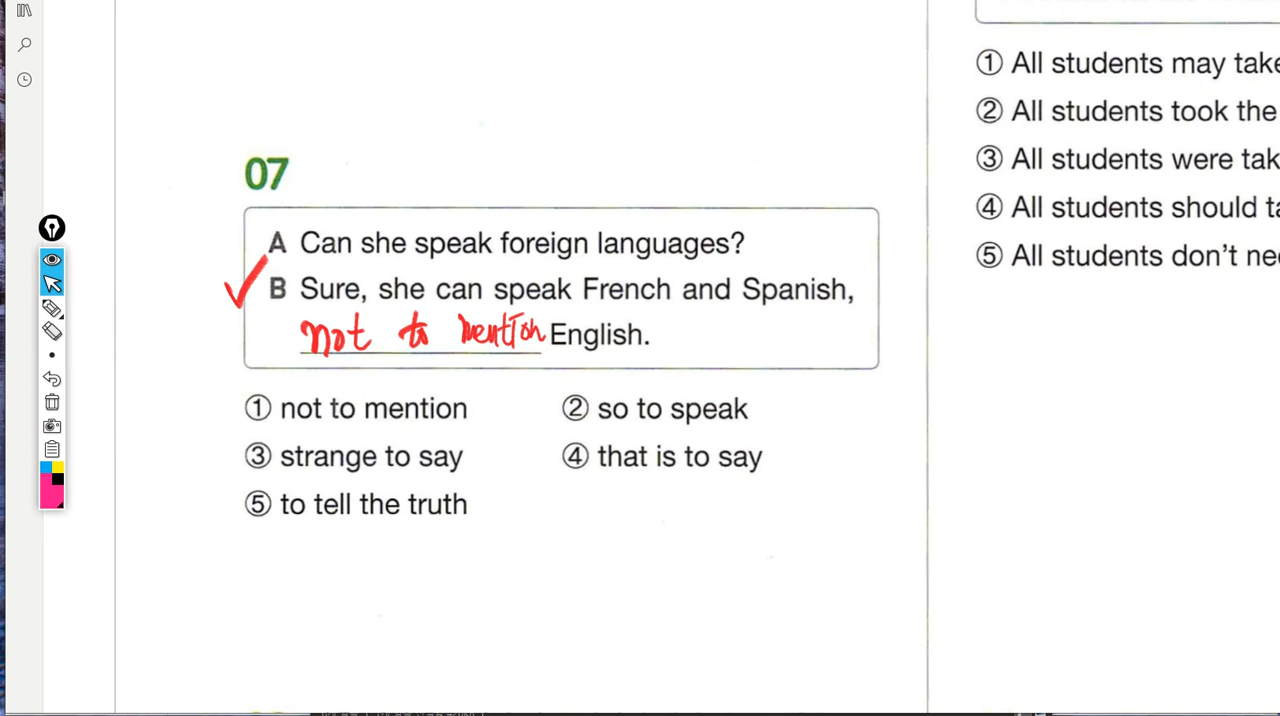 07
A Can she speak foreign languages?
B Sure, she can speak French and Spanish,
not to mention English.
① not to mention
② so to speak
③ strange to say
④ that is to say
⑤ to tell the truth
① All students may take
② All students took the
③ All students were tak
④ All students should ta
⑤ All students don't nee